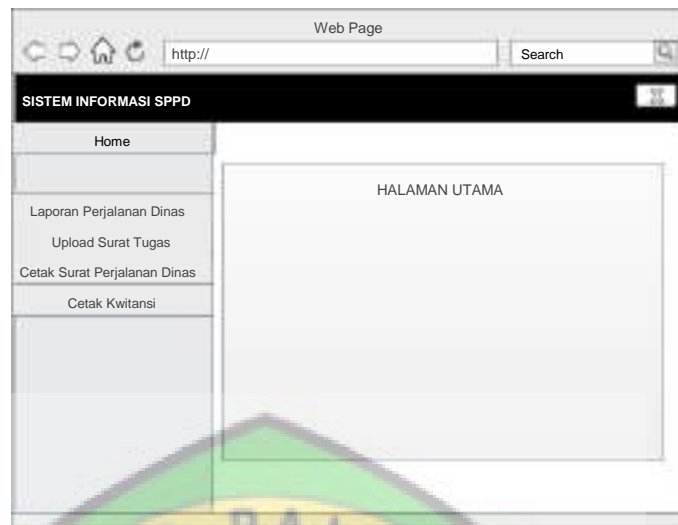 Web Page
http://
Search
SISTEM INFORMASI SPPD
Home
HALAMAN UTAMA
Laporan Perjalanan Dinas
Upload Surat Tugas
Cetak Surat Perjalanan Dinas
Cetak Kwitansi